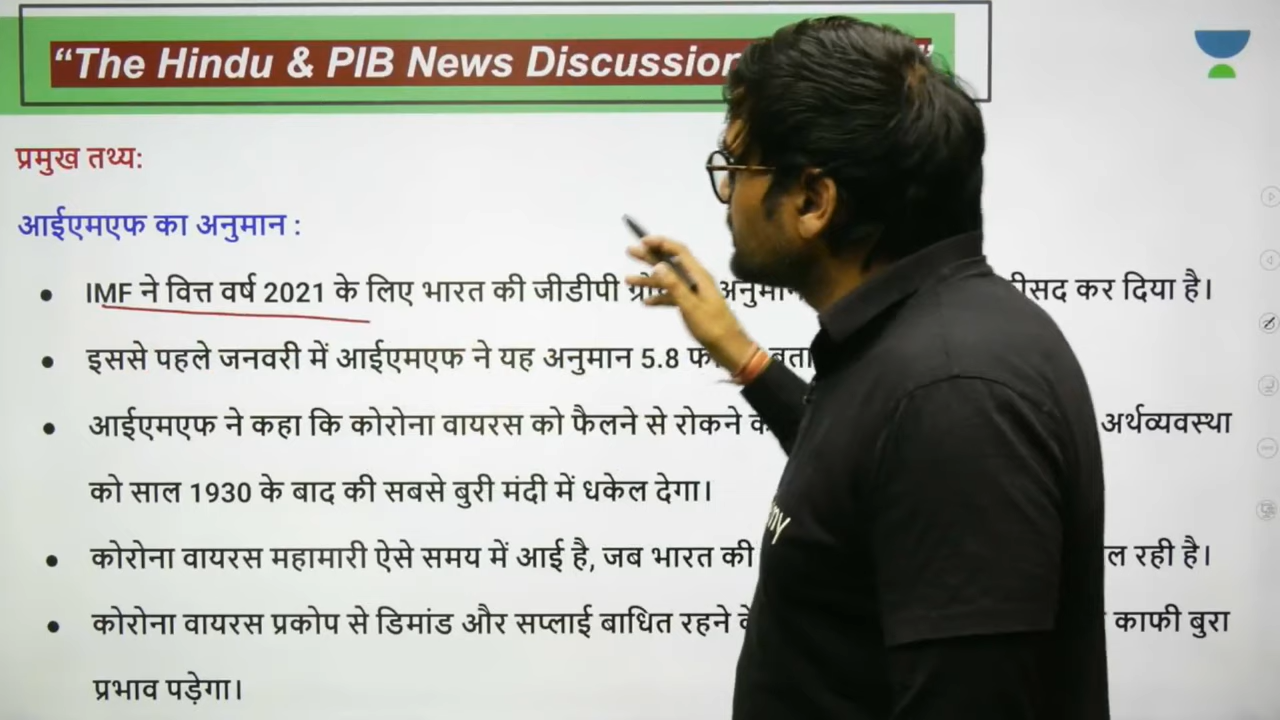 “The Hindu & PIB News Discussion
प्रमुख तथ्य:
आईएमएफ का अनुमान :
IMF ने वित्त वर्ष 2021 के लिए भारत की जीडीपी अनुमान कर दिया है।
इससे पहले जनवरी में आईएमएफ ने यह अनुमान 5.8
आईएमएफ ने कहा कि कोरोना वायरस को फैलने से रोकने अर्थव्यवस्था
को साल 1930 के बाद की सबसे बुरी मंदी में धकेल देगा।
कोरोना वायरस महामारी ऐसे समय में आई है, जब भारत की रही है।
कोरोना वायरस प्रकोप से डिमांड और सप्लाई बाधित रहने काफी बुरा
प्रभाव पड़ेगा।